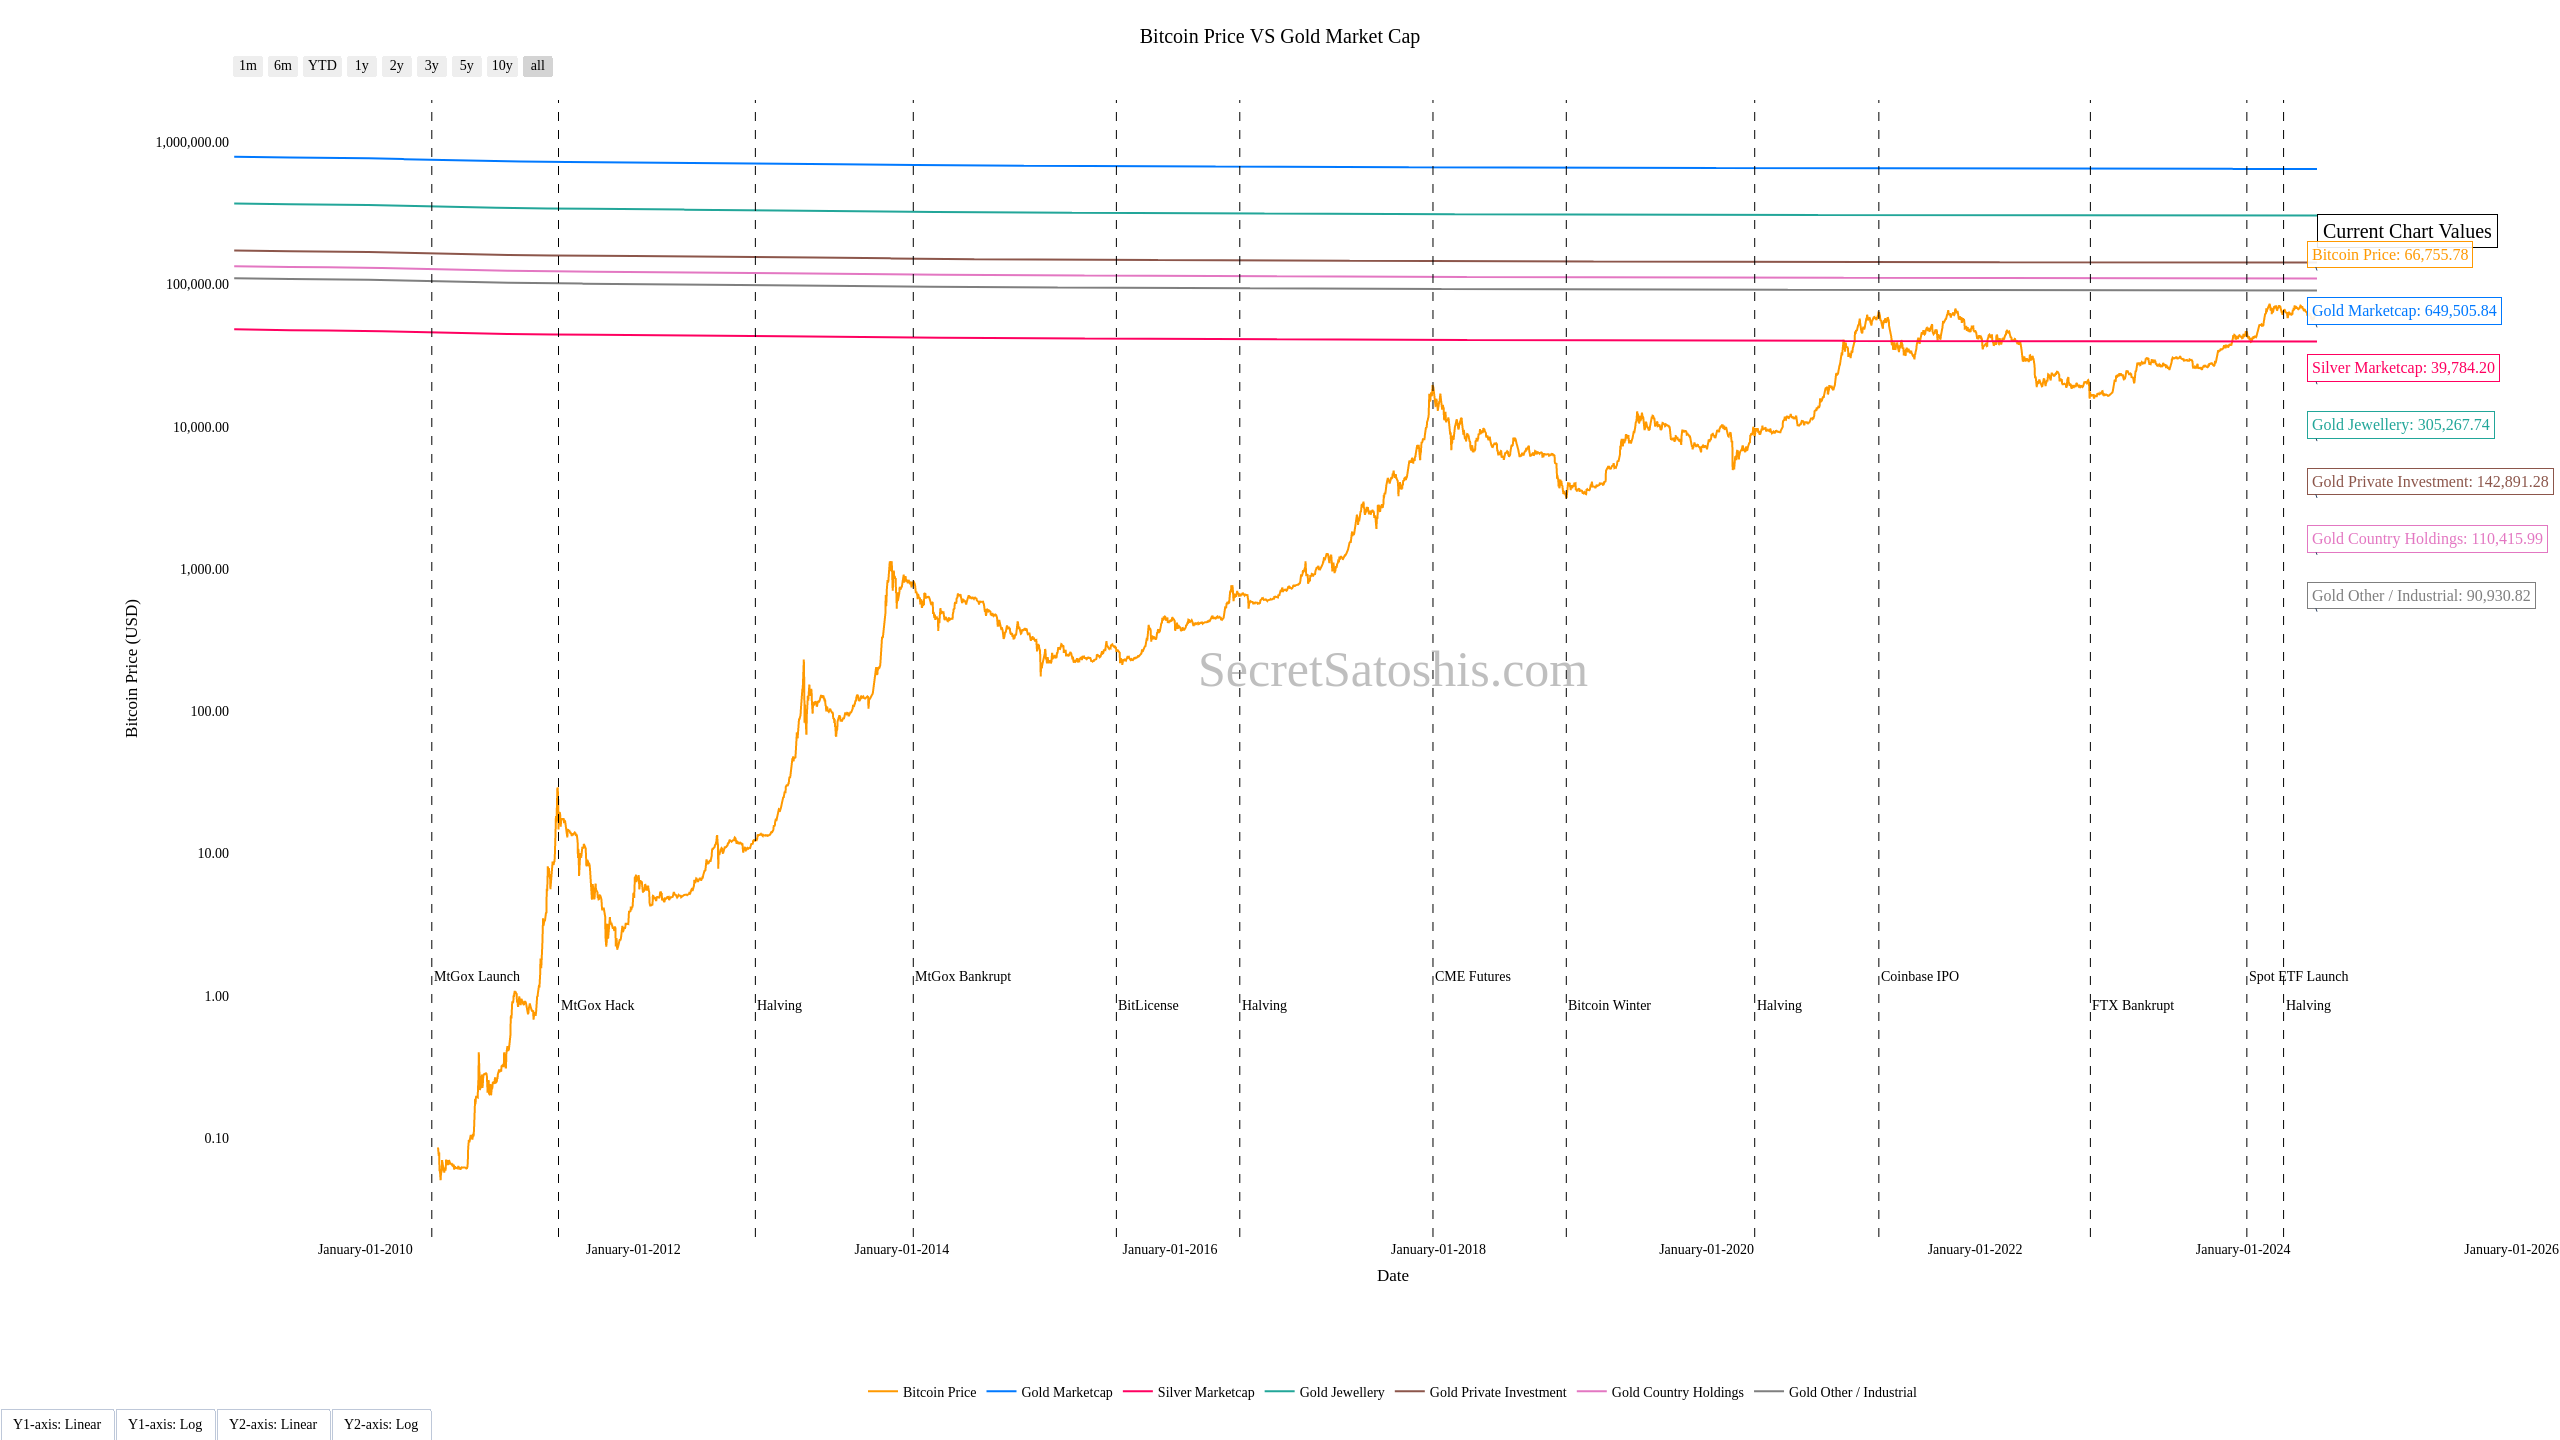 Bitcoin Price VS Gold Market Cap
1m 6m YTD 1y 2y 3y 5y 10y all
1,000,000.00
100,000.00
10,000.00
1,000.00
100.00
10.00
1.00
0.10
Bitcoin Price (USD)
Current Chart Values
Bitcoin Price: 66,755.78
Gold Marketcap: 649,505.84
Silver Marketcap: 39,784.20
Gold Jewellery: 305,267.74
Gold Private Investment: 142,891.28
Gold Country Holdings: 110,415.99
Gold Other / Industrial: 90,930.82
SecretSatoshis.com
MtGox Launch
MtGox Hack
Halving
MtGox Bankrupt
BitLicense
Halving
CME Futures
Bitcoin Winter
Halving
Coinbase IPO
FTX Bankrupt
Spot ETF Launch
Halving
January-01-2010 January-01-2012 January-01-2014 January-01-2016 January-01-2018 January-01-2020 January-01-2022 January-01-2024 January-01-2026
Date
Bitcoin Price Gold Marketcap Silver Marketcap Gold Jewellery Gold Private Investment Gold Country Holdings Gold Other / Industrial
Y1-axis: Linear Y1-axis: Log Y2-axis: Linear Y2-axis: Log